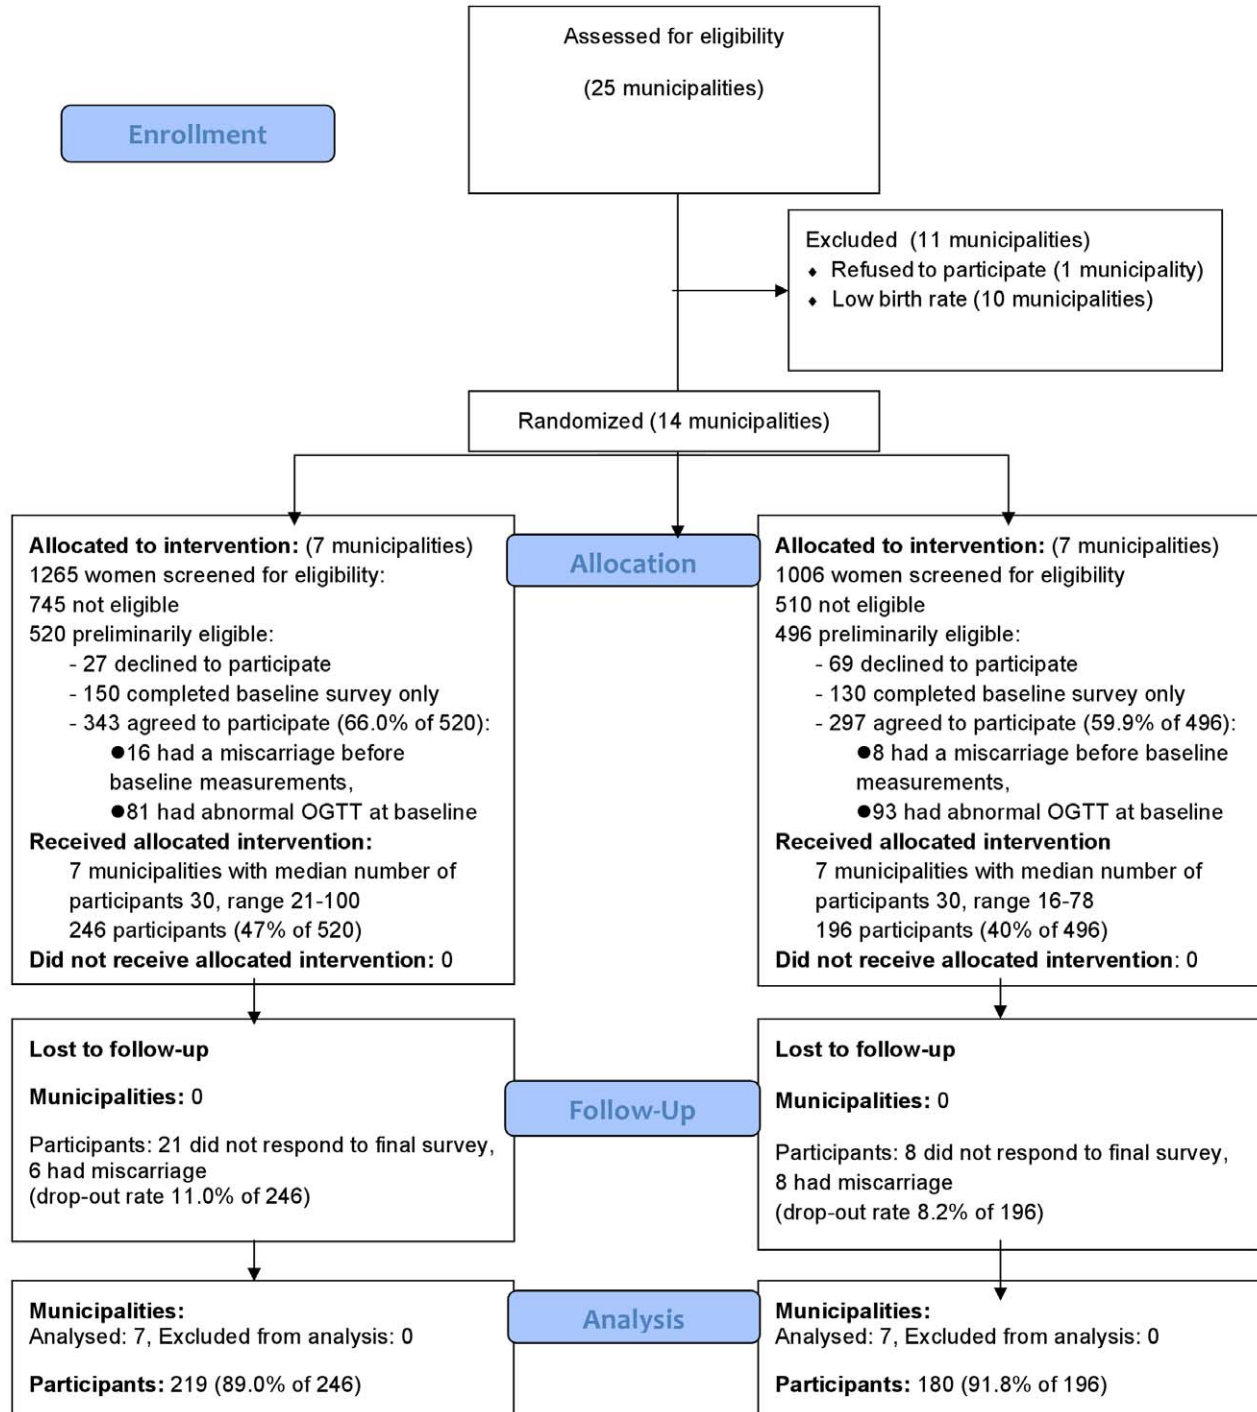 Assessed for eligibility
(25 municipalities)
Enrollment
Excluded (11 municipalities)
♦ Refused to participate (1 municipality)
♦ Low birth rate (10 municipalities)
Randomized (14 municipalities)
Allocated to intervention: (7 municipalities)
1265 women screened for eligibility:
745 not eligible
520 preliminarily eligible:
- 27 declined to participate
- 150 completed baseline survey only
- 343 agreed to participate (66.0% of 520):
●16 had a miscarriage before
baseline measurements,
●81 had abnormal OGTT at baseline
Received allocated intervention:
7 municipalities with median number of
participants 30, range 21-100
246 participants (47% of 520)
Did not receive allocated intervention: 0
Allocation
Allocated to intervention: (7 municipalities)
1006 women screened for eligibility
510 not eligible
496 preliminarily eligible:
- 69 declined to participate
- 130 completed baseline survey only
- 297 agreed to participate (59.9% of 496):
●8 had a miscarriage before baseline
measurements,
●93 had abnormal OGTT at baseline
Received allocated intervention
7 municipalities with median number of
participants 30, range 16-78
196 participants (40% of 496)
Did not receive allocated intervention: 0
Lost to follow-up
Municipalities: 0
Participants: 21 did not respond to final survey,
6 had miscarriage
(drop-out rate 11.0% of 246)
Follow-Up
Lost to follow-up
Municipalities: 0
Participants: 8 did not respond to final survey,
8 had miscarriage
(drop-out rate 8.2% of 196)
Municipalities:
Analysed: 7, Excluded from analysis: 0
Participants: 219 (89.0% of 246)
Analysis
Municipalities:
Analysed: 7, Excluded from analysis: 0
Participants: 180 (91.8% of 196)